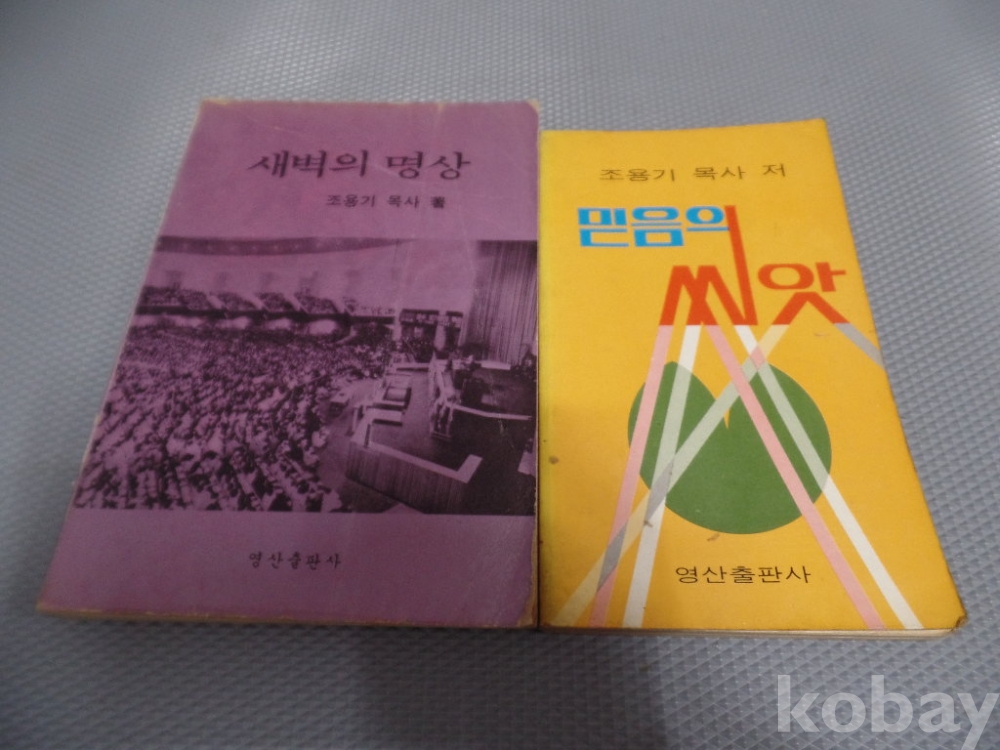 새벽의 명상
조용기 목사 著
영산출판사
조용기 목사 저
믿음의
씨앗
영산출판사
kobay